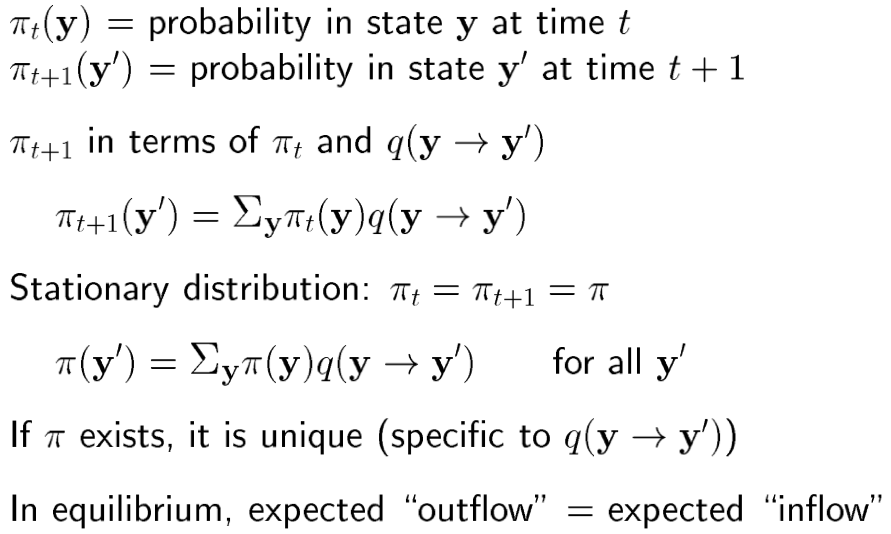 π_t(𝐲) = probability in state 𝐲 at time t
π_{t+1}(𝐲′) = probability in state 𝐲′ at time t + 1
π_{t+1} in terms of π_t and q(𝐲 → 𝐲′)
π_{t+1}(𝐲′) = Σ_𝐲 π_t(𝐲)q(𝐲 → 𝐲′)
Stationary distribution: π_t = π_{t+1} = π
π(𝐲′) = Σ_𝐲 π(𝐲)q(𝐲 → 𝐲′) for all 𝐲′
If π exists, it is unique (specific to q(𝐲 → 𝐲′))
In equilibrium, expected “outflow” = expected “inflow”